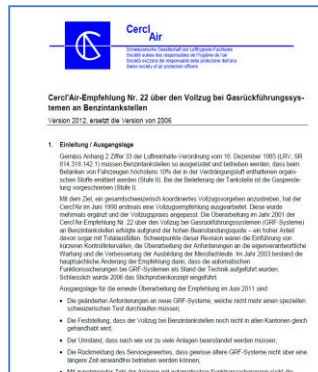 Cercl
Air
Schweizerische Gesellschaft der Lufthygiene-Fachleute
Société suisse des responsables de l'hygiène de l'air
Società svizzera dei responsabili della protezione dell'aria
Swiss society of air protection officers
Cercl'Air-Empfehlung Nr. 22 über den Vollzug bei Gasrückführungssys-
temen an Benzintankstellen
Version 2012, ersetzt die Version von 2006
1. Einleitung / Ausgangslage
Gemäss Anhang 2 Ziffer 33 der Luftreinhalte-Verordnung vom 16. Dezember 1985 (LRV, SR
814.318.142.1) müssen Benzintankstellen so ausgerüstet und betrieben werden, dass beim
Betanken von Fahrzeugen höchstens 10% der in der Verdrängungsluft enthaltenen organi-
schen Stoffe emittiert werden (Stufe II). Bei der Belieferung der Tankstelle ist die Gaspende-
lung vorgeschrieben (Stufe I).
Mit dem Ziel, ein gesamtschweizerisch koordiniertes Vollzugsvorgehen anzustreben, hat der
Cercl'Air im Juni 1990 erstmals eine Vollzugsempfehlung ausgearbeitet. Diese wurde
mehrmals ergänzt und der Vollzugspraxis angepasst. Die Überarbeitung im Jahr 2001 der
Cercl'Air-Empfehlung Nr. 22 über den Vollzug bei Gasrückführungssystemen (GRF-Systeme)
an Benzintankstellen erfolgte aufgrund der hohen Beanstandungsquote – ein hoher Anteil
davon sogar mit Totalausfällen. Schwerpunkte dieser Revision waren die Einführung von
kürzeren Kontrollintervallen, die Überarbeitung der Anforderungen an die eigenverantwortliche
Wartung und die Verbesserung der Ausbildung der Messfachleute. Im Jahr 2003 bestand die
hauptsächliche Änderung der Empfehlung darin, dass die automatischen
Funktionssicherungen bei GRF-Systemen als Stand der Technik aufgeführt wurden.
Schliesslich wurde 2006 das Stichprobenkonzept eingeführt.
Ausgangslage für die erneute Überarbeitung der Empfehlung im Juni 2011 sind:
• Die geänderten Anforderungen an neue GRF-Systeme, welche nicht mehr einen speziellen
schweizerischen Test durchlaufen müssen;
• Die Feststellung, dass der Vollzug bei Benzintankstellen noch nicht in allen Kantonen gleich
gehandhabt wird;
• Der Umstand, dass nach wie vor zu viele Anlagen beanstandet werden müssen;
• Die Rückmeldung des Servicegewerbes, dass gewisse ältere GRF-Systeme nicht über eine
längere Zeit einwandfrei betrieben werden können;
• Mit zunehmender Zahl der Anlagen mit automatischen Funktionssicherungen rückt die